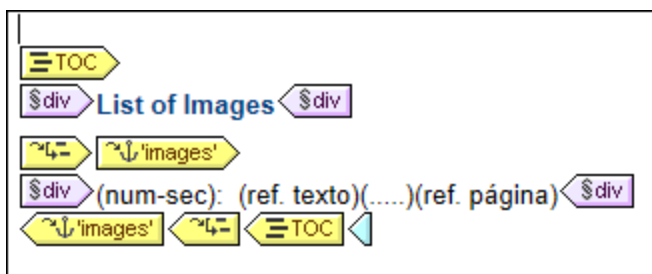 TOC
§div List of Images §div
'images'
§div (num-sec): (ref. texto)(.....)(ref. página) §div
'images' TOC